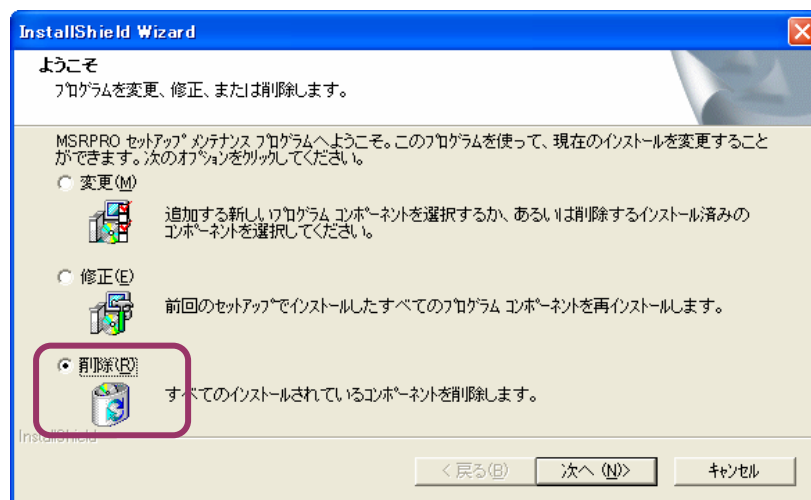 InstallShield Wizard
ようこそ
プログラムを変更、修正、または削除します。
MSRPRO セットアップ メンテナンス プログラムへようこそ。このプログラムを使って、現在のインストールを変更すること
ができます。次のオプションをクリックしてください。
変更(M)
追加する新しいプログラム コンポーネントを選択するか、あるいは削除するインストール済みの
コンポーネントを選択してください。
修正(E)
前回のセットアップでインストールしたすべてのプログラム コンポーネントを再インストールします。
削除(R)
すべてのインストールされているコンポーネントを削除します。
InstallShield
< 戻る(B)
次へ (N)>
キャンセル